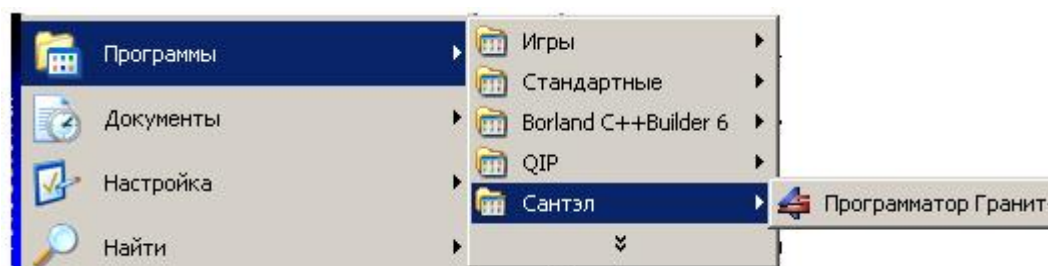 Программы
Документы
Настройка
Найти
Игры
Стандартные
Borland C++Builder 6
QIP
Сантэл
Программатор Гранит